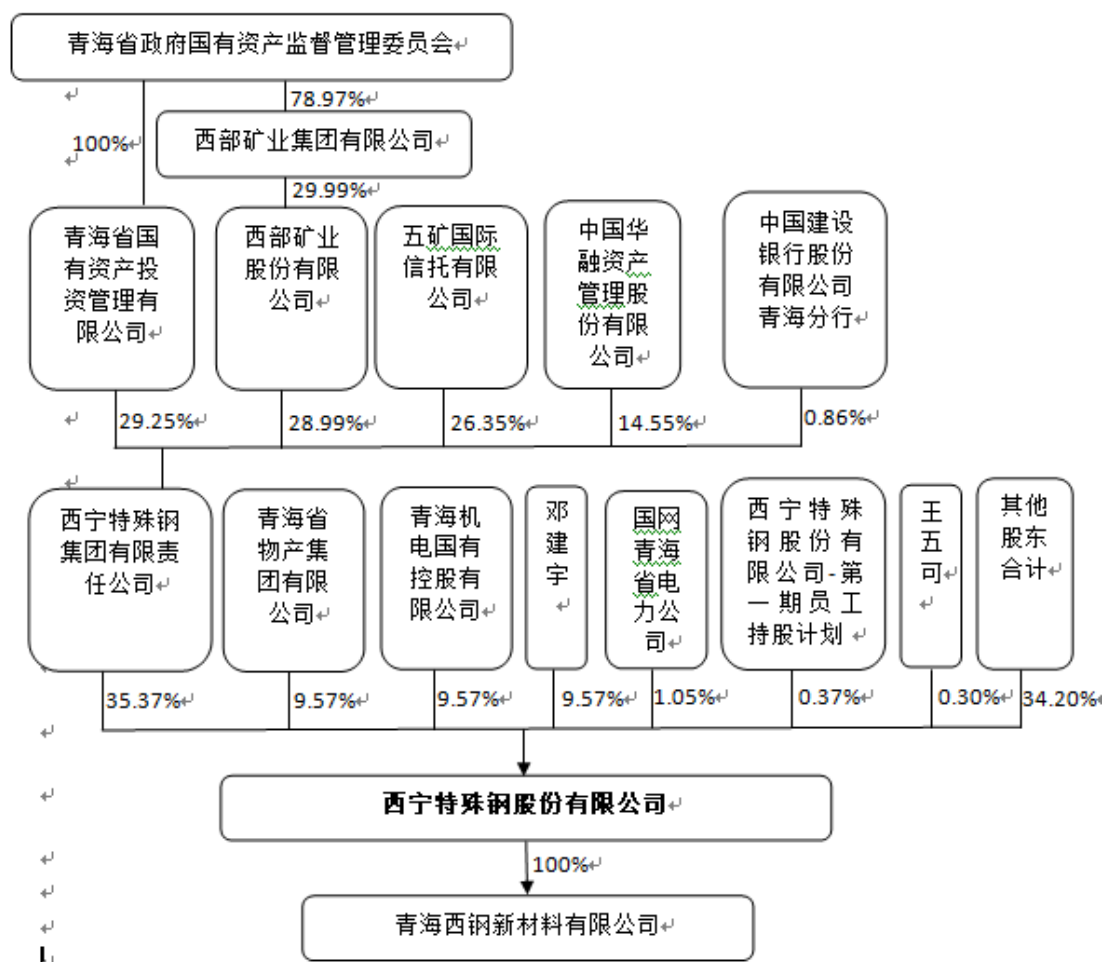 青海省政府国有资产监督管理委员会
78.97%
100%
西部矿业集团有限公司
29.99%
青海省国
有资产投
资管理有
限公司
西部矿业
股份有限
公司
五矿国际
信托有限
公司
中国华
融资产
管理股
份有限
公司
中国建设
银行股份
有限公司
青海分行
29.25%
28.99%
26.35%
14.55%
0.86%
西宁特殊钢
集团有限责
任公司
青海省
物产集
团有限
公司
青海机
电国有
控股有
限公司
邓
建
宇
国网
青海
省电
力公
司
西宁特殊
钢股份有
限公司-第
一期员工
持股计划
王
五
可
其他
股东
合计
35.37%
9.57%
9.57%
9.57%
1.05%
0.37%
0.30%
34.20%
西宁特殊钢股份有限公司
100%
青海西钢新材料有限公司